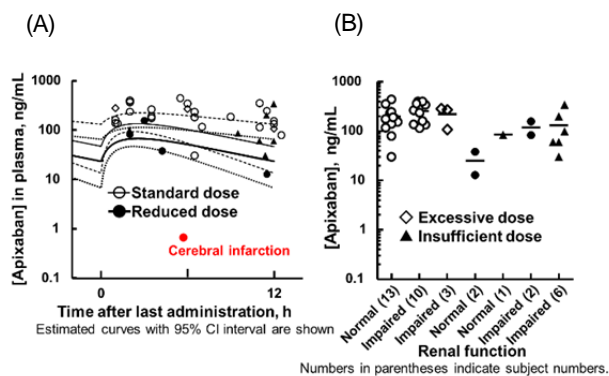 (A)
[Apixaban] in plasma, ng/mL
1000
100
10
1
0.1
Standard dose
Reduced dose
Cerebral infarction
0
12
Time after last administration, h
Estimated curves with 95% CI interval are shown
(B)
[Apixaban], ng/mL
1000
100
10
1
0.1
Excessive dose
Insufficient dose
Normal (13)
Impaired (10)
Impaired (3)
Normal (2)
Normal (1)
Impaired (2)
Impaired (6)
Renal function
Numbers in parentheses indicate subject numbers.